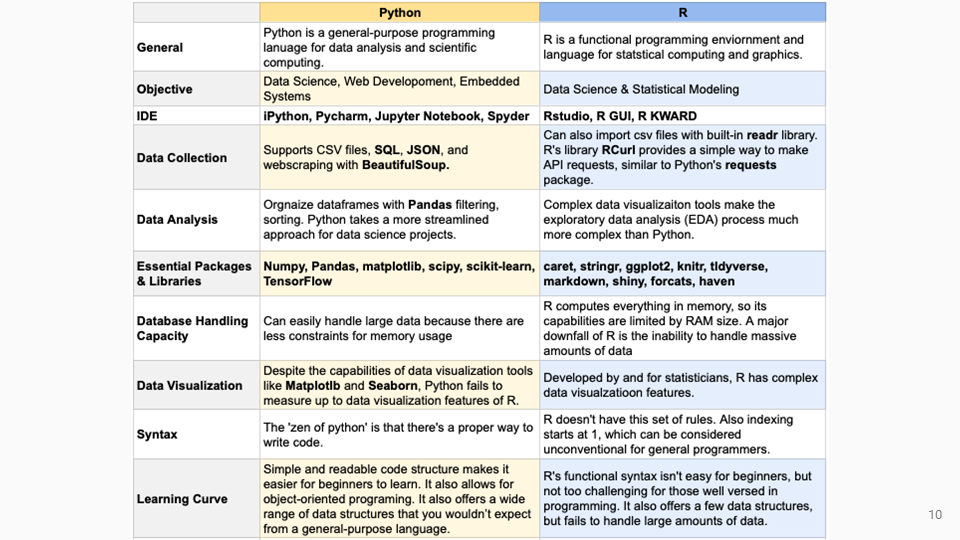 Python R
General
Python is a general-purpose programming
lanuage for data analysis and scientific
computing.
R is a functional programming enviornment and
language for statstical computing and graphics.
Objective
Data Science, Web Developoment, Embedded
Systems
Data Science & Statistical Modeling
IDE
iPython, Pycharm, Jupyter Notebook, Spyder
Rstudio, R GUI, R KWARD
Data Collection
Supports CSV files, SQL, JSON, and
webscraping with BeautifulSoup.
Can also import csv files with built-in readr library.
R's library RCurl provides a simple way to make
API requests, similar to Python's requests
package.
Data Analysis
Orgnaize dataframes with Pandas filtering,
sorting. Python takes a more streamlined
approach for data science projects.
Complex data visualizaiton tools make the
exploratory data analysis (EDA) process much
more complex than Python.
Essential Packages
& Libraries
Numpy, Pandas, matplotlib, scipy, scikit-learn,
TensorFlow
caret, stringr, ggplot2, knitr, tldyverse,
markdown, shiny, forcats, haven
Database Handling
Capacity
Can easily handle large data because there are
less constraints for memory usage
R computes everything in memory, so its
capabilities are limited by RAM size. A major
downfall of R is the inability to handle massive
amounts of data
Data Visualization
Despite the capabilities of data visualization tools
like Matplotlb and Seaborn, Python fails to
measure up to data visualization features of R.
Developed by and for statisticians, R has complex
data visualzatioon features.
Syntax
The 'zen of python' is that there's a proper way to
write code.
R doesn't have this set of rules. Also indexing
starts at 1, which can be considered
unconventional for general programmers.
Learning Curve
Simple and readable code structure makes it
easier for beginners to learn. It also allows for
object-oriented programing. It also offers a wide
range of data structures that you wouldn't expect
from a general-purpose language.
R's functional syntax isn't easy for beginners, but
not too challenging for those well versed in
programming. It also offers a few data structures,
but fails to handle large amounts of data.
10